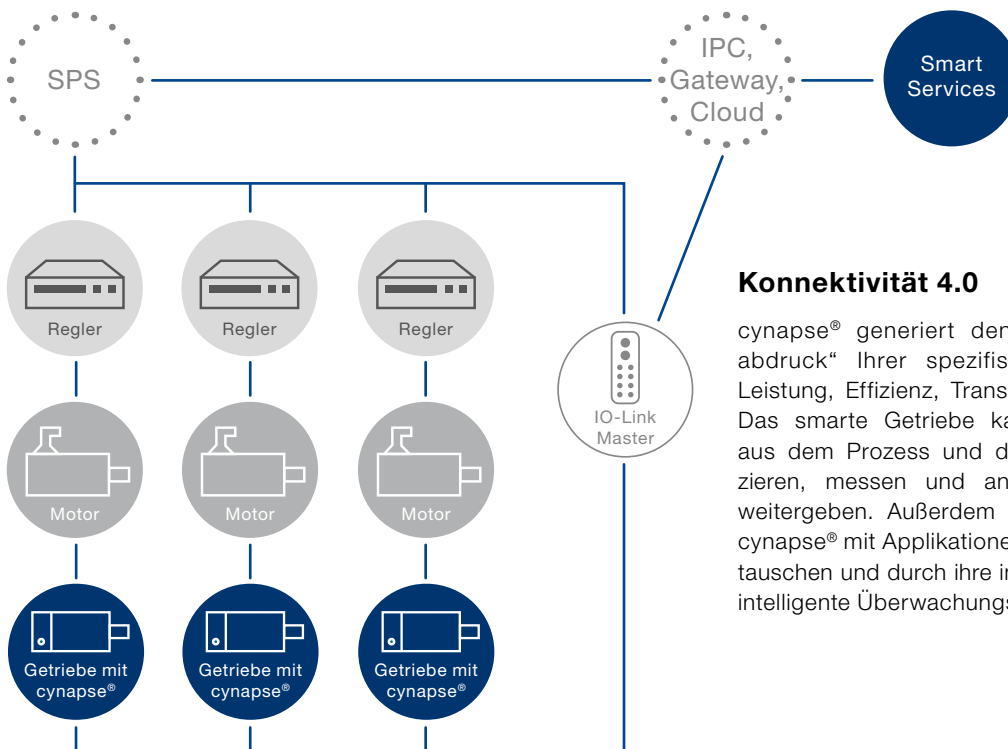 SPS
IPC,
Gateway,
Cloud
Smart
Services
Regler
Regler
Regler
IO-Link
Master
Motor
Motor
Motor
Getriebe mit
cynapse®
Getriebe mit
cynapse®
Getriebe mit
cynapse®
Konnektivität 4.0
cynapse® generiert den
abdruck“ Ihrer spezifis
Leistung, Effizienz, Trans
Das smarte Getriebe ka
aus dem Prozess und d
zieren, messen und an
weitergeben. Außerdem
cynapse® mit Applikatione
tauschen und durch ihre i
intelligente Überwachungs